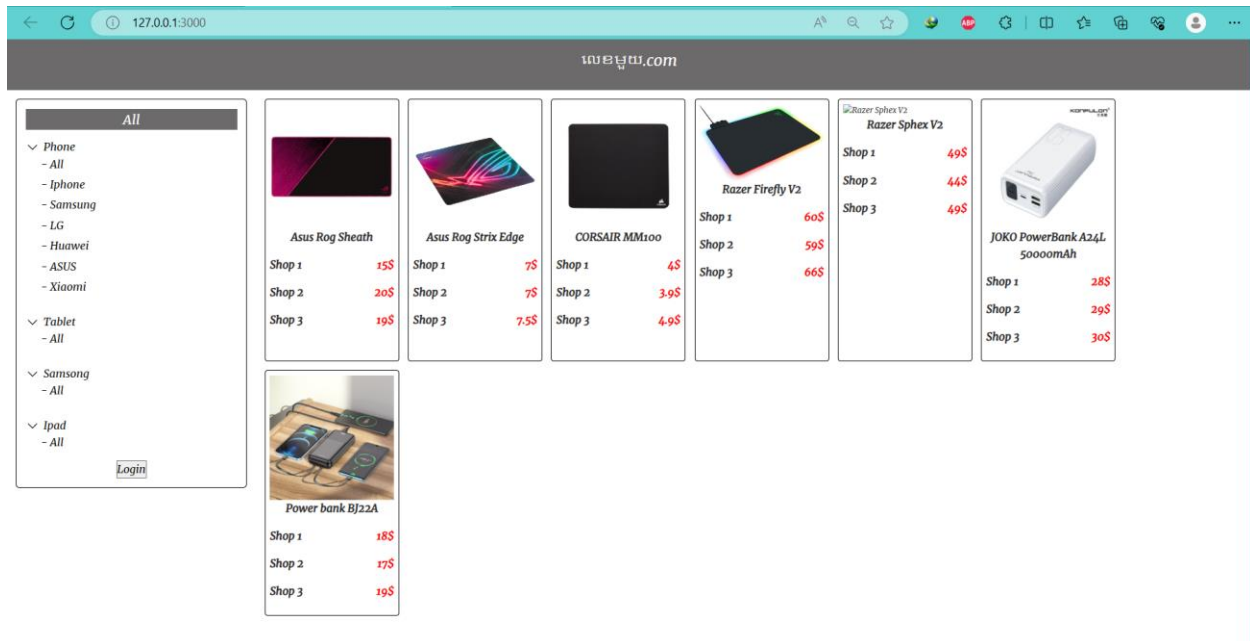 127.0.0.1:3000
លេខមួយ.com
All
Phone
- All
- Iphone
- Samsung
- LG
- Huawei
- ASUS
- Xiaomi
Tablet
- All
Samsong
- All
Ipad
- All
Login
Asus Rog Sheath
Shop 1 15$
Shop 2 20$
Shop 3 19$
Asus Rog Strix Edge
Shop 1 7$
Shop 2 7$
Shop 3 7.5$
CORSAIR MM100
Shop 1 4$
Shop 2 3.9$
Shop 3 4.9$
Razer Firefly V2
Shop 1 60$
Shop 2 59$
Shop 3 66$
Razer Sphex V2
Razer Sphex V2
Shop 1 49$
Shop 2 44$
Shop 3 49$
KONFULON
JOKO PowerBank A24L
50000mAh
Shop 1 28$
Shop 2 29$
Shop 3 30$
Power bank BJ22A
Shop 1 18$
Shop 2 17$
Shop 3 19$